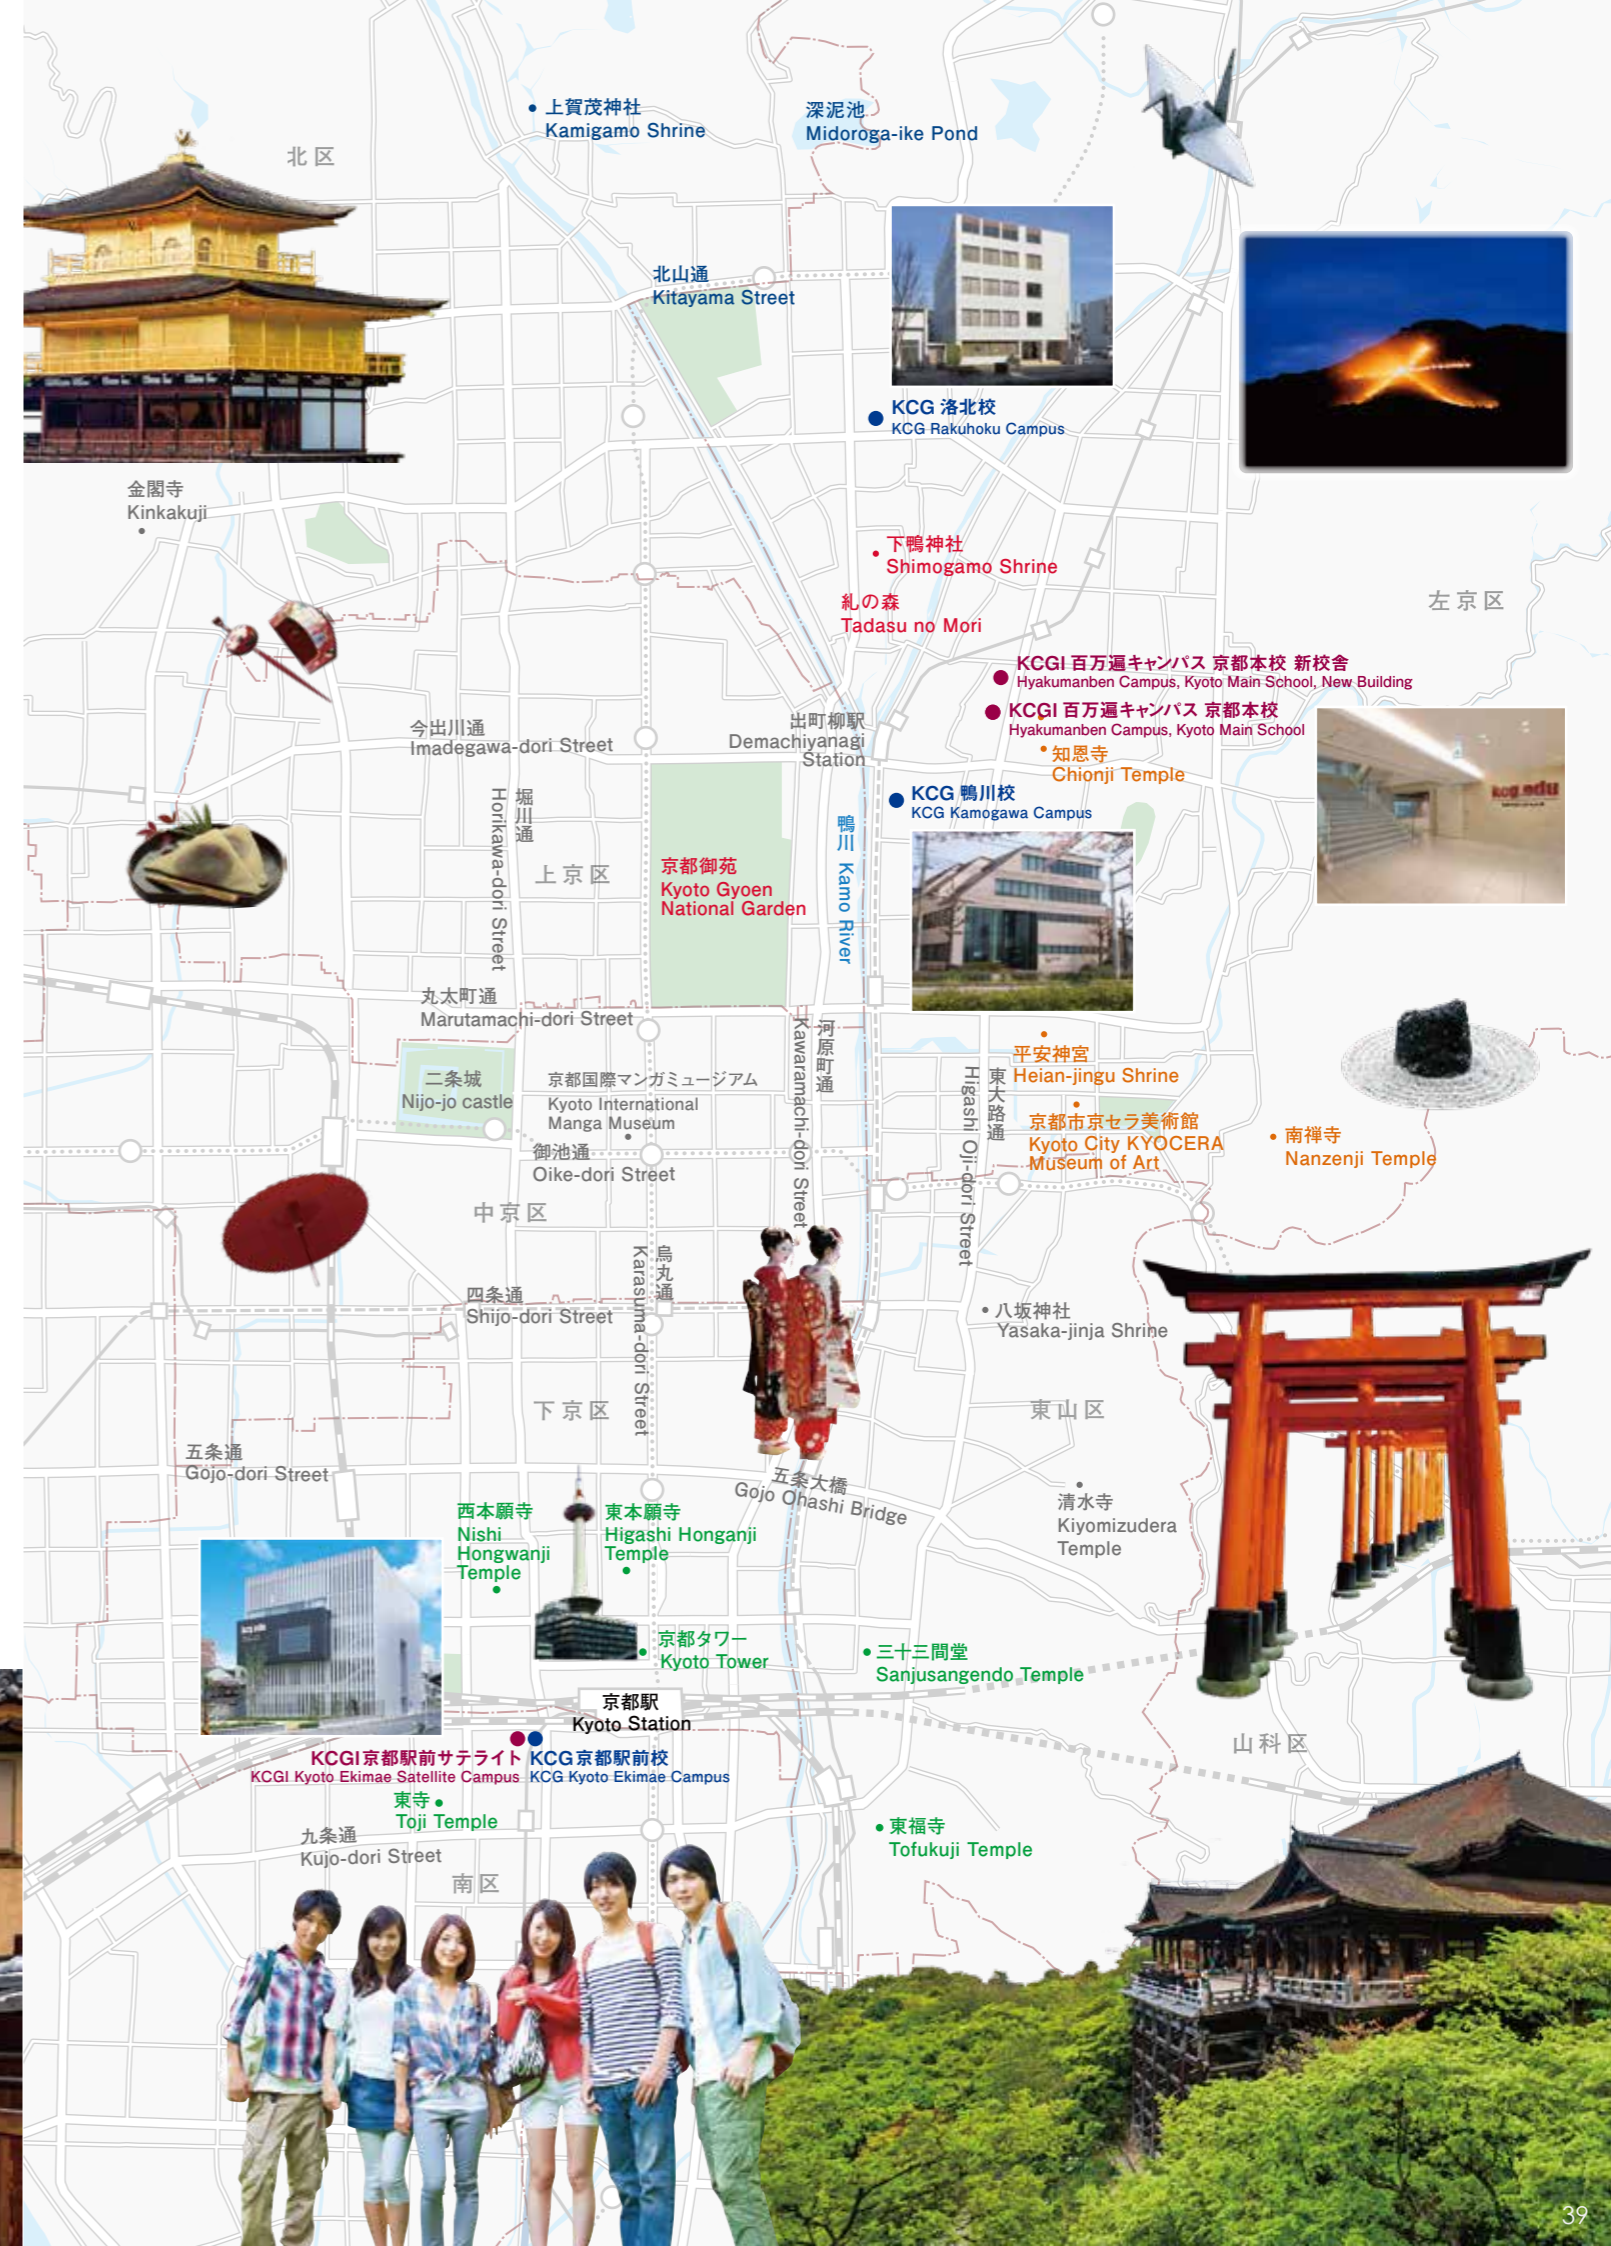 上賀茂神社
Kamigamo Shrine
深泥池
Midoroga-ike Pond
北区
北山通
Kitayama Street
KCG 洛北校
KCG Rakuhoku Campus
金閣寺
Kinkakuji
下鴨神社
Shimogamo Shrine
糺の森
Tadasu no Mori
左京区
KCGI 百万遍キャンパス 京都本校 新校舎
Hyakumanben Campus, Kyoto Main School, New Building
KCGI 百万遍キャンパス 京都本校
Hyakumanben Campus, Kyoto Main School
今出川通
Imadegawa-dori Street
出町柳駅
Demachiyanagi
Station
知恩寺
Chionji Temple
KCG 鴨川校
KCG Kamogawa Campus
kcg.edu
堀川通
Horikawa-dori Street
鴨川 Kamo River
上京区
京都御苑
Kyoto Gyoen
National Garden
丸太町通
Marutamachi-dori Street
河原町通
Kawaramachi-dori Street
平安神宮
Heian-jingu Shrine
東大路通
Higashi Oji-dori Street
二条城
Nijo-jo castle
京都国際マンガミュージアム
Kyoto International
Manga Museum
京都市京セラ美術館
Kyoto City KYOCERA
Museum of Art
南禅寺
Nanzenji Temple
御池通
Oike-dori Street
中京区
烏丸通
Karasuma-dori Street
四条通
Shijo-dori Street
八坂神社
Yasaka-jinja Shrine
下京区
東山区
五条通
Gojo-dori Street
五条大橋
Gojo Ohashi Bridge
清水寺
Kiyomizudera
Temple
西本願寺
Nishi
Hongwanji
Temple
東本願寺
Higashi Honganji
Temple
kcg.edu
京都タワー
Kyoto Tower
三十三間堂
Sanjusangendo Temple
京都駅
Kyoto Station
山科区
KCGI京都駅前サテライト
KCGI Kyoto Ekimae Satellite Campus
KCG京都駅前校
KCG Kyoto Ekimae Campus
東寺
Toji Temple
東福寺
Tofukuji Temple
九条通
Kujo-dori Street
南区
39